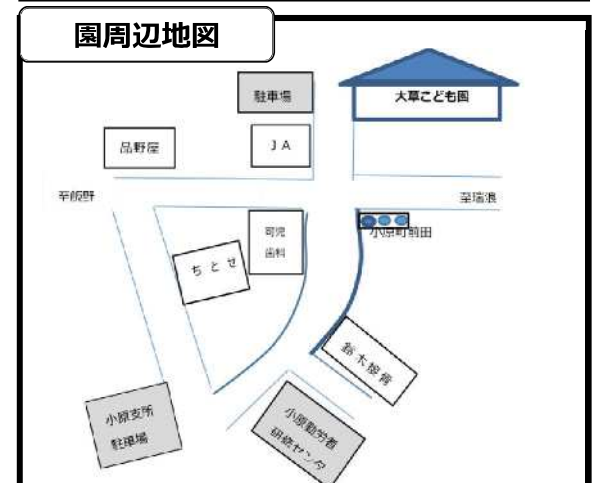 園周辺地図
駐車場
大草こども園
品野屋
ＪＡ
至飯野
至瑞浪
可児
歯科
小原町前田
ちとせ
鈴木接骨
小原支所
駐車場
小原勤労者
研修センタ